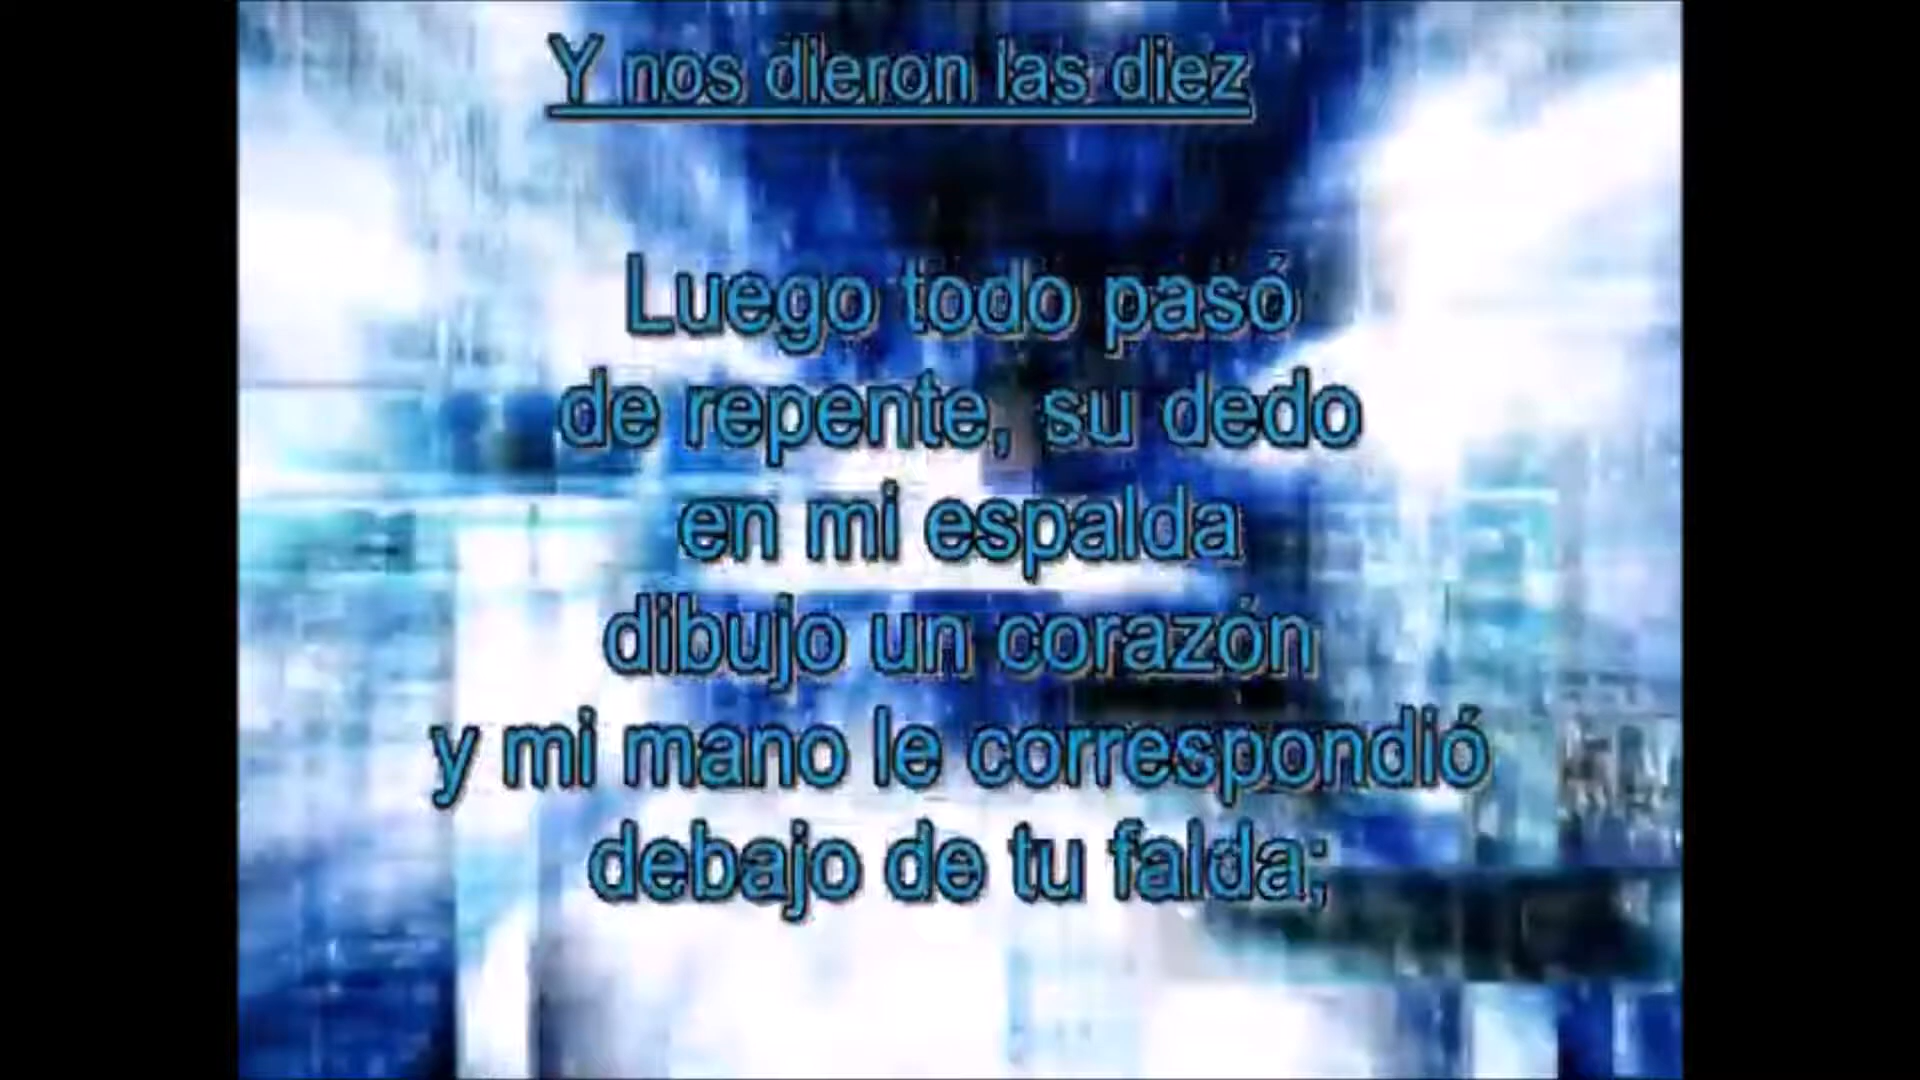 Y nos dieron las diez
Luego todo pasó
de repente, su dedo
en mi espalda
dibujo un corazón
y mi mano le correspondió
debajo de tu falda;